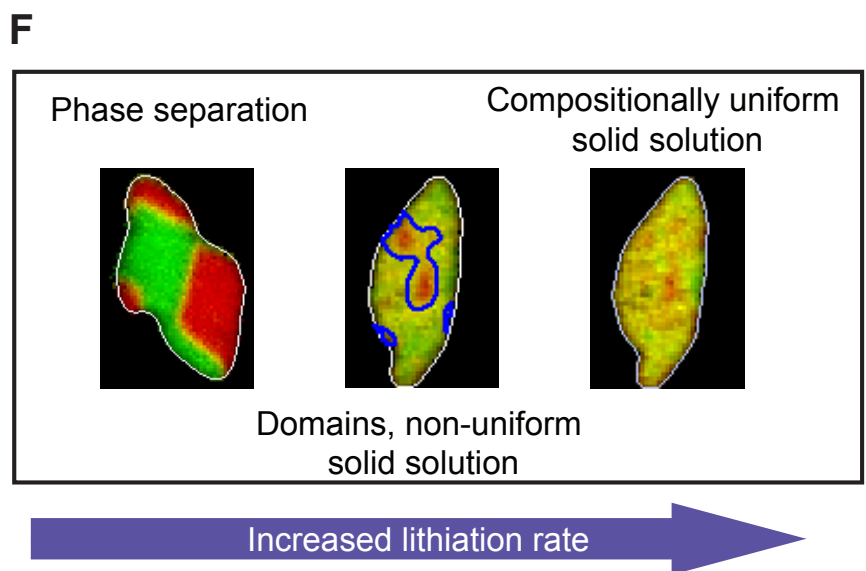 F
Phase separation
Compositionally uniform
solid solution
Domains, non-uniform
solid solution
Increased lithiation rate